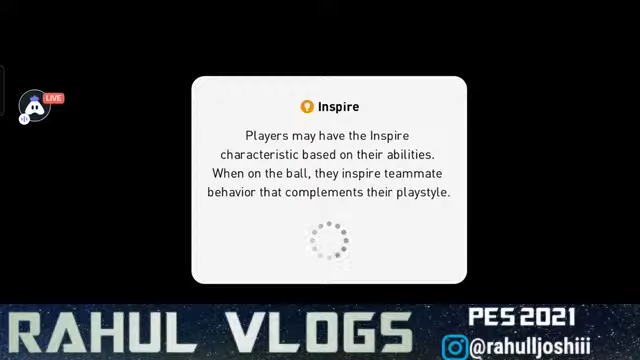 LIVE
Inspire
Players may have the Inspire
characteristic based on their abilities.
When on the ball, they inspire teammate
behavior that complements their playstyle.
RAHUL VLOGS
PES 2021
@rahulljoshiiii